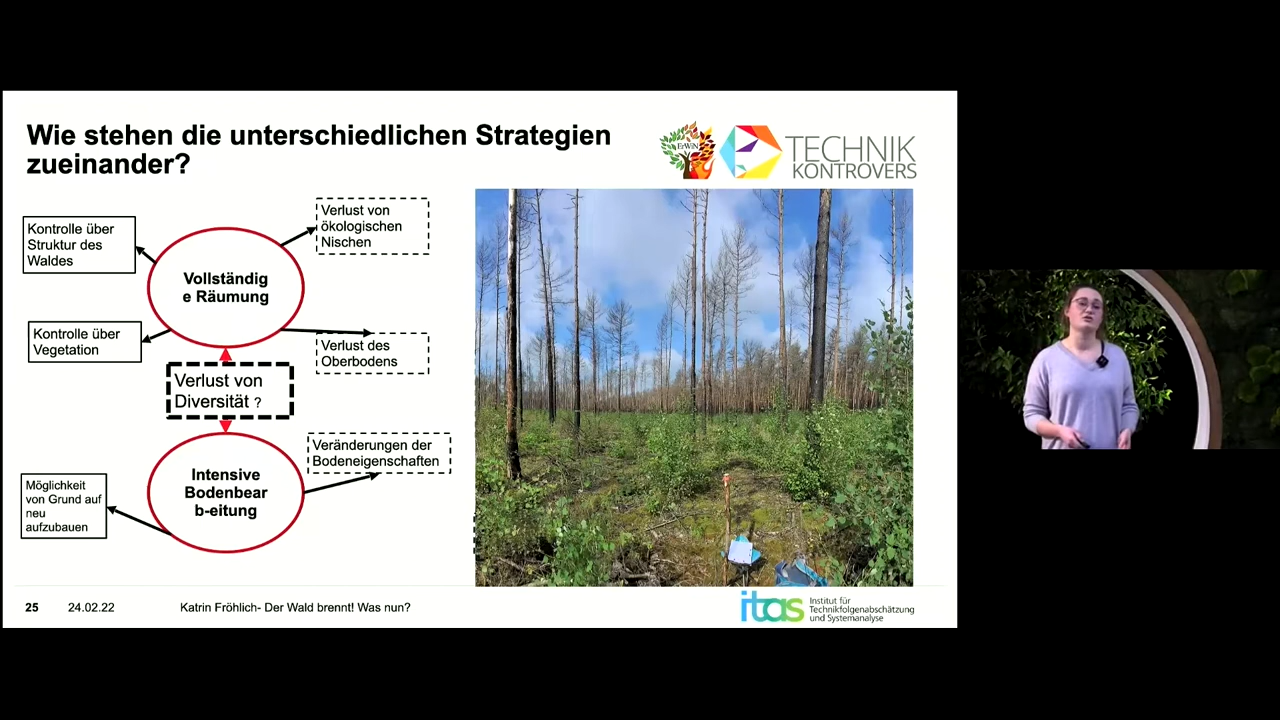 Wie stehen die unterschiedlichen Strategien
zueinander?
ErWiN
TECHNIK
KONTROVERS
Kontrolle über
Struktur des
Waldes
Verlust von
ökologischen
Nischen
Vollständig
e Räumung
Kontrolle über
Vegetation
Verlust des
Oberbodens
Verlust von
Diversität ?
Veränderungen der
Bodeneigenschaften
Intensive
Bodenbear
b-eitung
Möglichkeit
von Grund auf
neu
aufzubauen
25
24.02.22
Katrin Fröhlich- Der Wald brennt! Was nun?
itas
Institut für
Technikfolgenabschätzung
und Systemanalyse